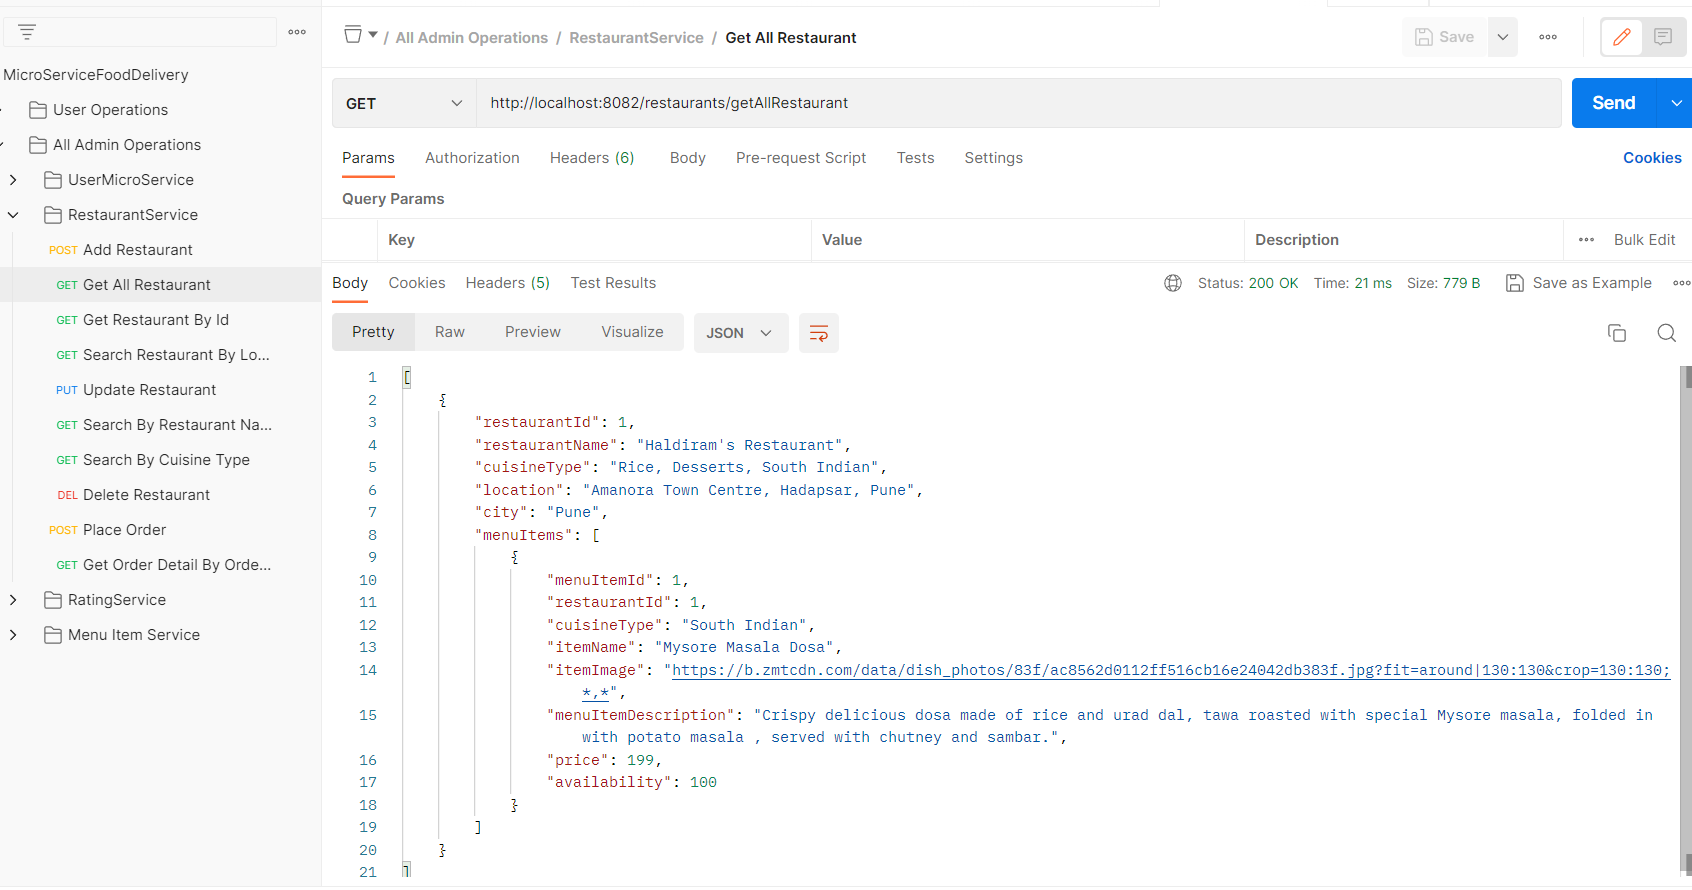 MicroServiceFoodDelivery
User Operations
All Admin Operations
UserMicroService
RestaurantService
POST Add Restaurant
GET Get All Restaurant
GET Get Restaurant By Id
GET Search Restaurant By Lo...
PUT Update Restaurant
GET Search By Restaurant Na...
GET Search By Cuisine Type
DEL Delete Restaurant
POST Place Order
GET Get Order Detail By Orde...
RatingService
Menu Item Service
/ All Admin Operations / RestaurantService / Get All Restaurant
Save
GET http://localhost:8082/restaurants/getAllRestaurant Send
Params Authorization Headers (6) Body Pre-request Script Tests Settings Cookies
Query Params
Key Value Description Bulk Edit
Body Cookies Headers (5) Test Results Status: 200 OK Time: 21 ms Size: 779 B Save as Example
Pretty Raw Preview Visualize JSON
1 [
2 {
3 "restaurantId": 1,
4 "restaurantName": "Haldiram's Restaurant",
5 "cuisineType": "Rice, Desserts, South Indian",
6 "location": "Amanora Town Centre, Hadapsar, Pune",
7 "city": "Pune",
8 "menuItems": [
9 {
10 "menuItemId": 1,
11 "restaurantId": 1,
12 "cuisineType": "South Indian",
13 "itemName": "Mysore Masala Dosa",
14 "itemImage": "https://b.zmtcdn.com/data/dish_photos/83f/ac8562d0112ff516cb16e24042db383f.jpg?fit=around|130:130&crop=130:130;
*,*",
15 "menuItemDescription": "Crispy delicious dosa made of rice and urad dal, tawa roasted with special Mysore masala, folded in
with potato masala , served with chutney and sambar.",
16 "price": 199,
17 "availability": 100
18 }
19 ]
20 }
21 ]